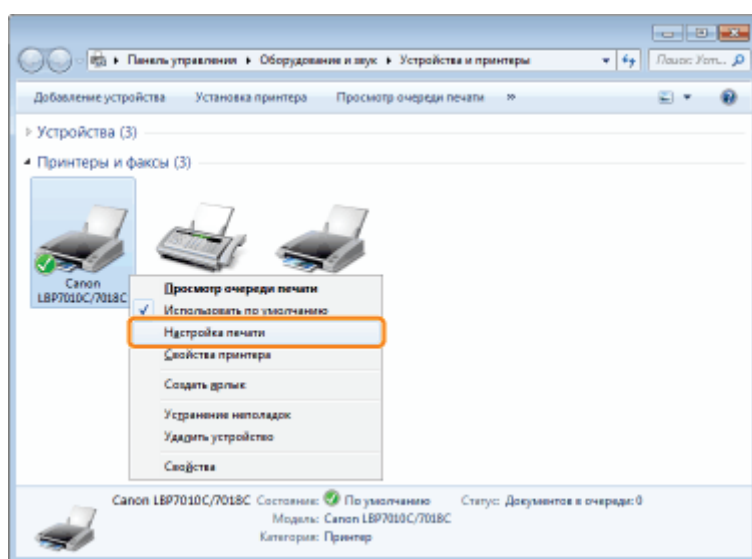 Панель управления ▸ Оборудование и звук ▸ Устройства и принтеры
Поиск: Уст...
Добавление устройства Установка принтера Просмотр очереди печати »
Устройства (3)
Принтеры и факсы (3)
Canon
LBP7010C/7018C
Просмотр очереди печати
Использовать по умолчанию
Настройка печати
Свойства принтера
Создать ярлык
Устранение неполадок
Удалить устройство
Свойства
Canon LBP7010C/7018C Состояние: По умолчанию Статус: Документов в очереди: 0
Модель: Canon LBP7010C/7018C
Категория: Принтер